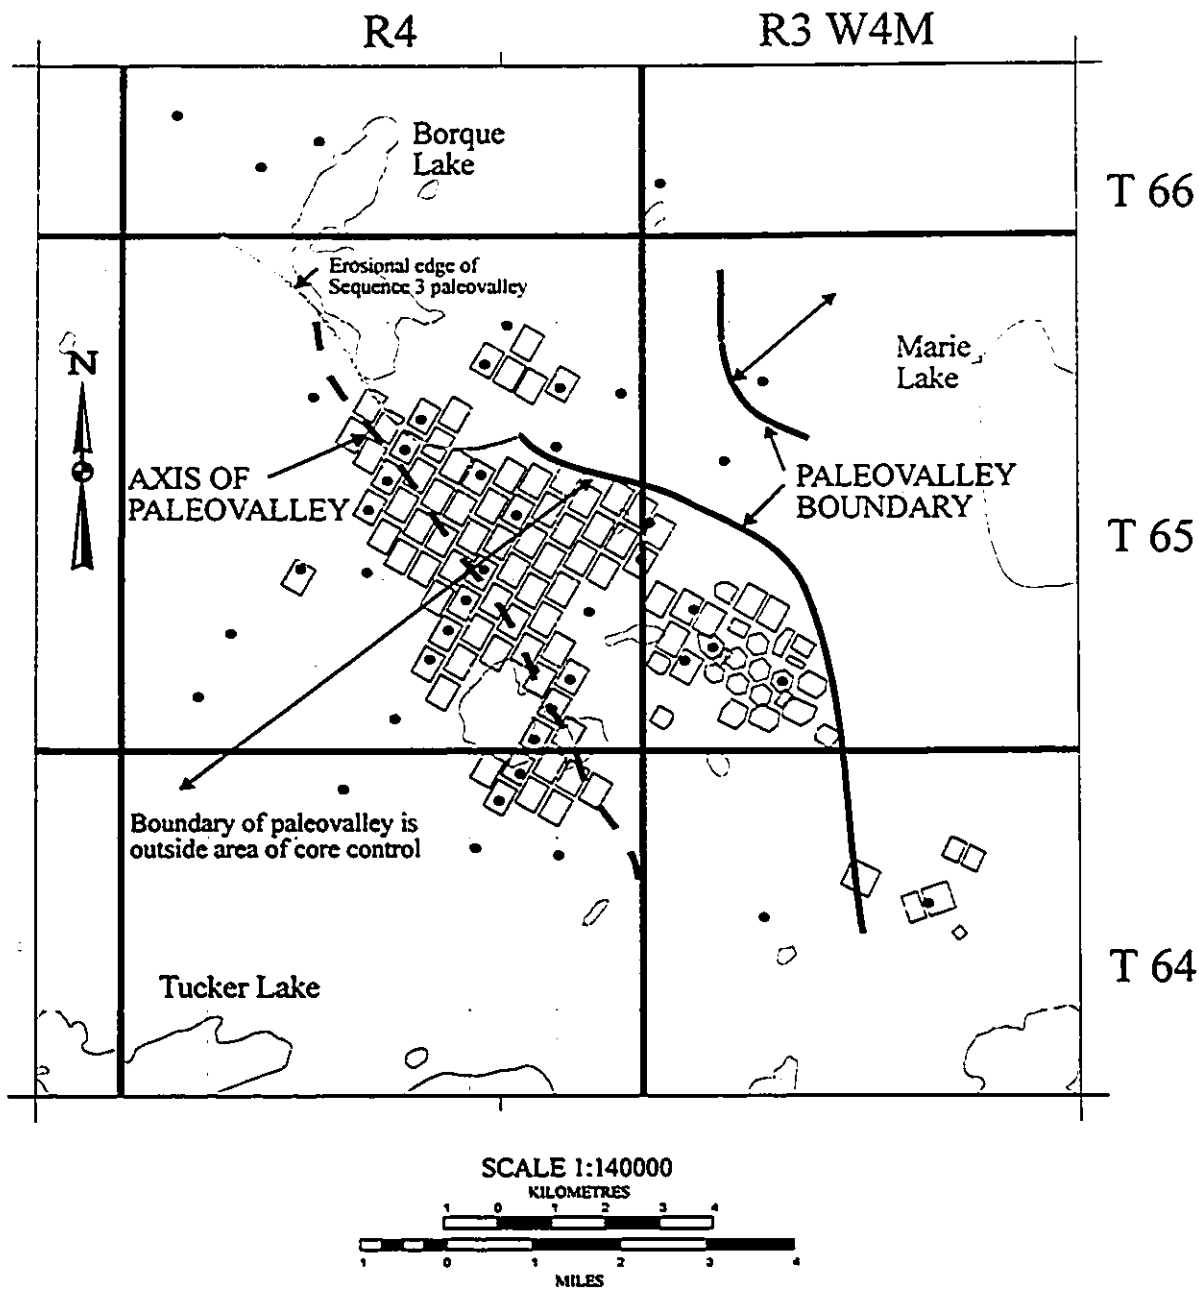 R4
R3 W4M
Borque
Lake
T 66
Erosional edge of
Sequence 3 paleovalley
N
Marie
Lake
AXIS OF
PALEOVALLEY
PALEOVALLEY
BOUNDARY
T 65
Boundary of paleovalley is
outside area of core control
Tucker Lake
T 64
SCALE 1:140000
KILOMETRES
1 0 1 2 3 4
1 0 1 2 3 4
MILES